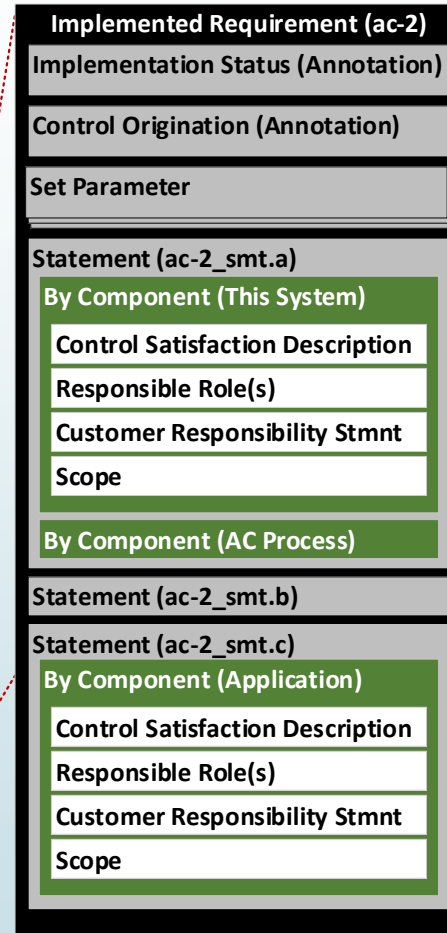 Implemented Requirement (ac-2)
Implementation Status (Annotation)
Control Origination (Annotation)
Set Parameter
Statement (ac-2_smt.a)
By Component (This System)
Control Satisfaction Description
Responsible Role(s)
Customer Responsibility Stmnt
Scope
By Component (AC Process)
Statement (ac-2_smt.b)
Statement (ac-2_smt.c)
By Component (Application)
Control Satisfaction Description
Responsible Role(s)
Customer Responsibility Stmnt
Scope